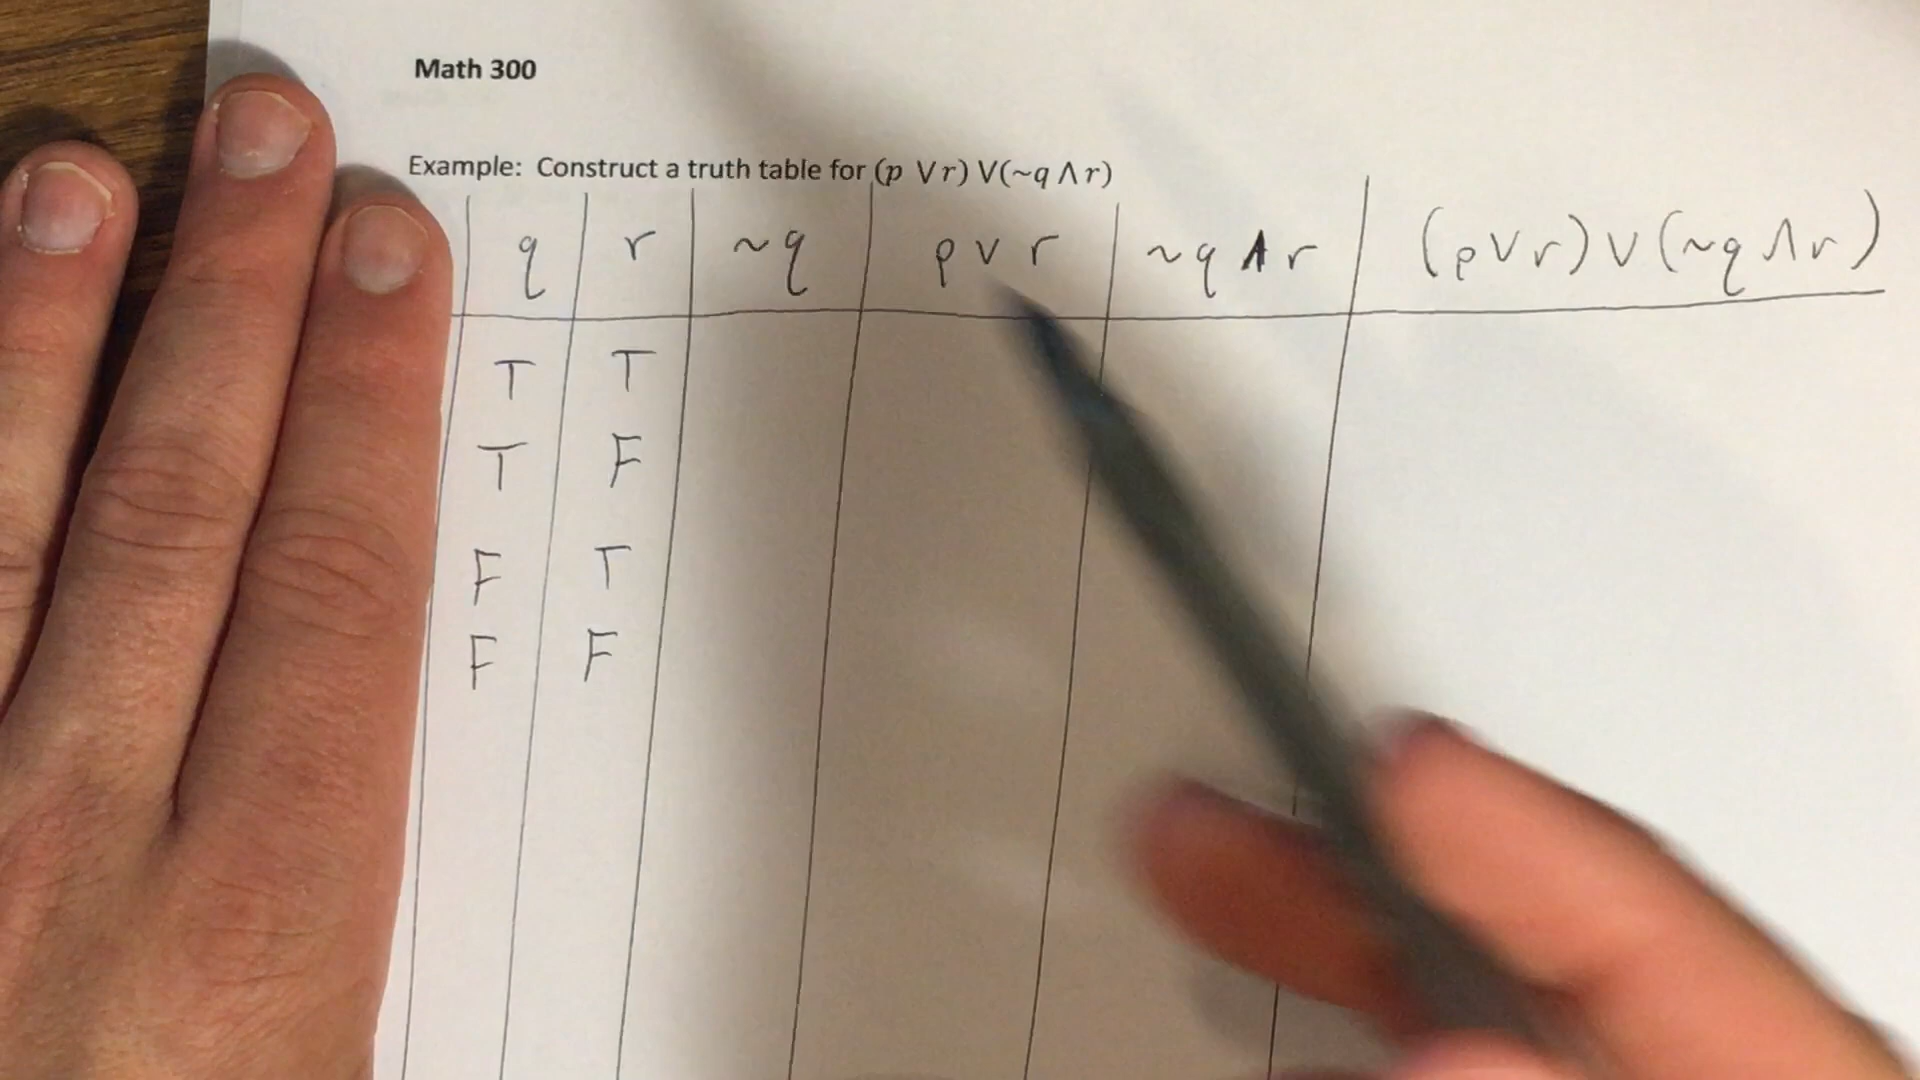 Math 300
Example: Construct a truth table for (p ∨ r) ∨(~q ∧ r)
q r ~q p ∨ r ~q ∧ r (p ∨ r) ∨ (~q ∧ r)
T T
T F
F T
F F